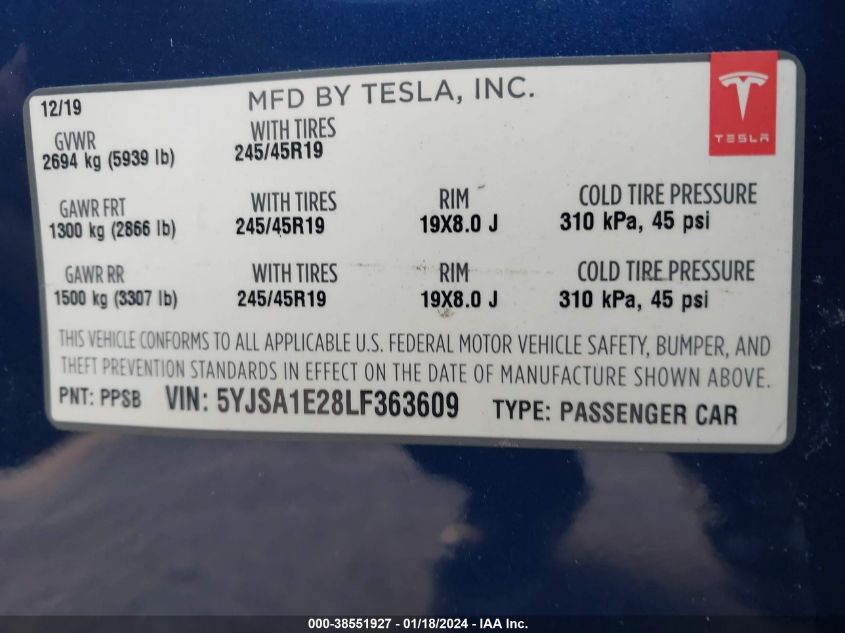 12/19 MFD BY TESLA, INC.
TESLA
GVWR WITH TIRES
2694 kg (5939 lb) 245/45R19
GAWR FRT WITH TIRES RIM COLD TIRE PRESSURE
1300 kg (2866 lb) 245/45R19 19X8.0 J 310 kPa, 45 psi
GAWR RR WITH TIRES RIM COLD TIRE PRESSURE
1500 kg (3307 lb) 245/45R19 19X8.0 J 310 kPa, 45 psi
THIS VEHICLE CONFORMS TO ALL APPLICABLE U.S. FEDERAL MOTOR VEHICLE SAFETY, BUMPER, AND
THEFT PREVENTION STANDARDS IN EFFECT ON THE DATE OF MANUFACTURE SHOWN ABOVE.
PNT: PPSB VIN: 5YJSA1E28LF363609 TYPE: PASSENGER CAR
000-38551927 - 01/18/2024 - IAA Inc.